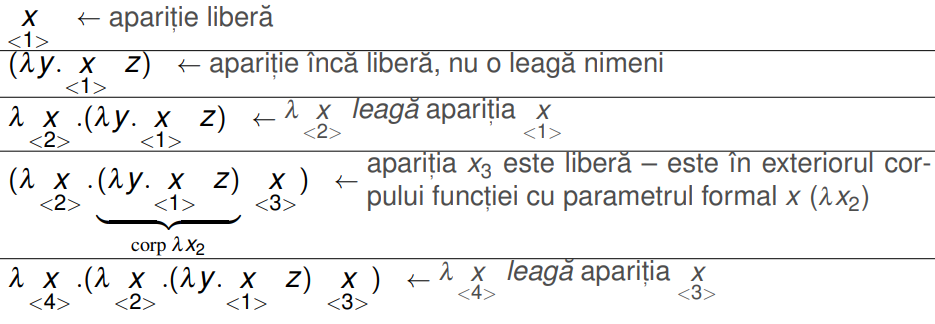 x ← apariție liberă
<1>
(λy. x z) ← apariție încă liberă, nu o leagă nimeni
<1>
λ x .(λy. x z) ← λ x leagă apariția x
<2> <1> <2> <1>
(λ x .(λy. x z) x ) ← apariția x₃ este liberă – este în exteriorul cor-
<2> <1> <3> pului funcției cu parametrul formal x (λx₂)
corp λx₂
λ x .(λ x .(λy. x z) x ) ← λ x leagă apariția x
<4> <2> <1> <3> <4> <3>